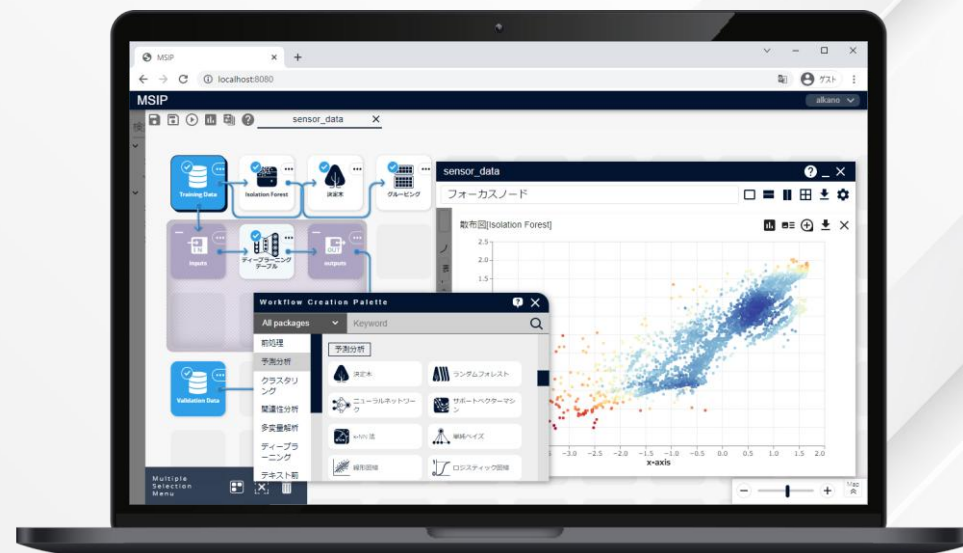 MSIP
localhost:8080
ゲスト
MSIP
alkano
sensor_data
Training Data
Isolation Forest
決定木
グルーピング
IN
inputs
ディープラーニング
テーブル
OUT
outputs
Validation Data
sensor_data
フォーカスノード
散布図[Isolation Forest]
2.5
2.0
1.5
-3.0 -2.5 -2.0 -1.5 -1.0 -0.5 0.0 0.5 1.0 1.5 2.0
x-axis
Workflow Creation Palette
All packages
Keyword
前処理
予測分析
クラスタリ
ング
関連性分析
多変量解析
ディープラ
ーニング
テキスト前
予測分析
決定木
ランダムフォレスト
ニューラルネットワー
ク
サポートベクターマシ
ン
k-NN 法
単純ベイズ
線形回帰
ロジスティック回帰
Multiple
Selection
Menu
Map